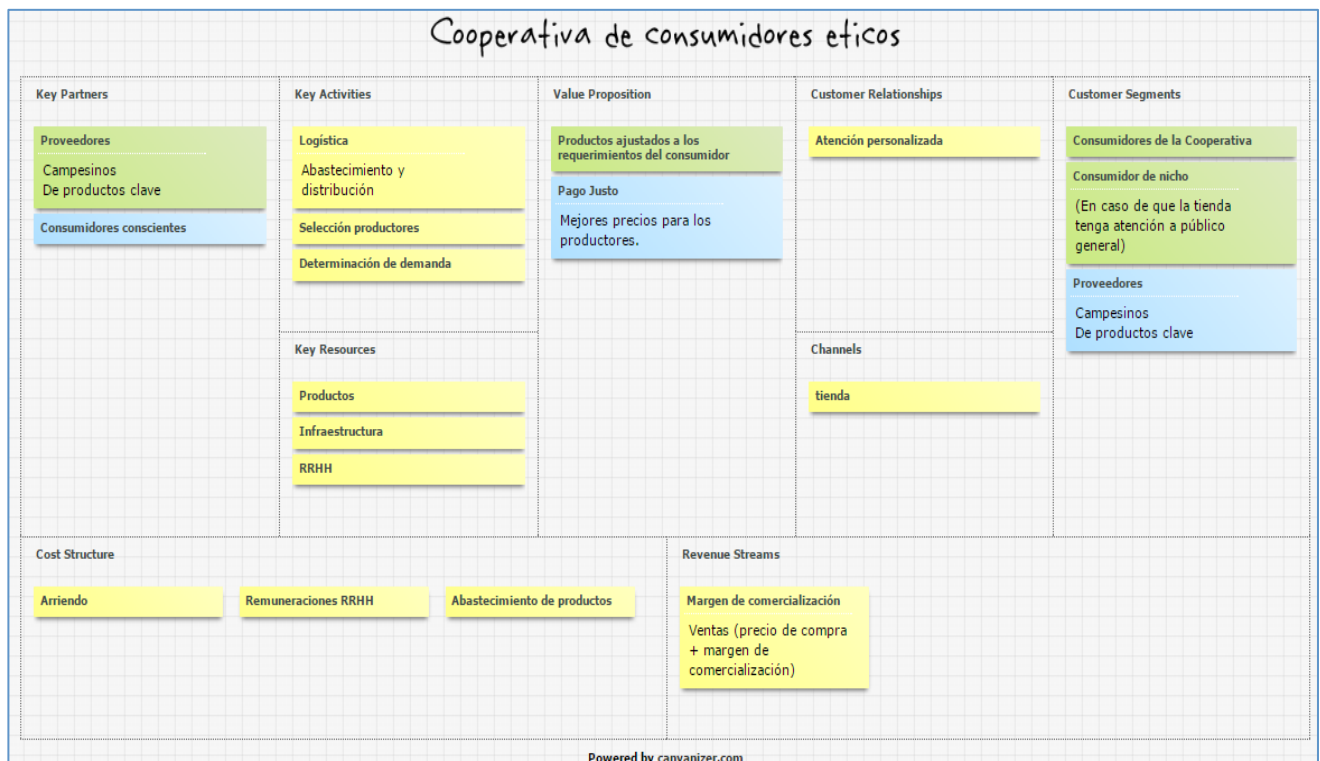 Cooperativa de consumidores eticos
Key Partners
Proveedores
Campesinos
De productos clave
Consumidores conscientes
Key Activities
Logística
Abastecimiento y
distribución
Selección productores
Determinación de demanda
Key Resources
Productos
Infraestructura
RRHH
Value Proposition
Productos ajustados a los
requerimientos del consumidor
Pago Justo
Mejores precios para los
productores.
Customer Relationships
Atención personalizada
Channels
tienda
Customer Segments
Consumidores de la Cooperativa
Consumidor de nicho
(En caso de que la tienda
tenga atención a público
general)
Proveedores
Campesinos
De productos clave
Cost Structure
Arriendo
Remuneraciones RRHH
Abastecimiento de productos
Revenue Streams
Margen de comercialización
Ventas (precio de compra
+ margen de
comercialización)
Powered by canvanizer.com